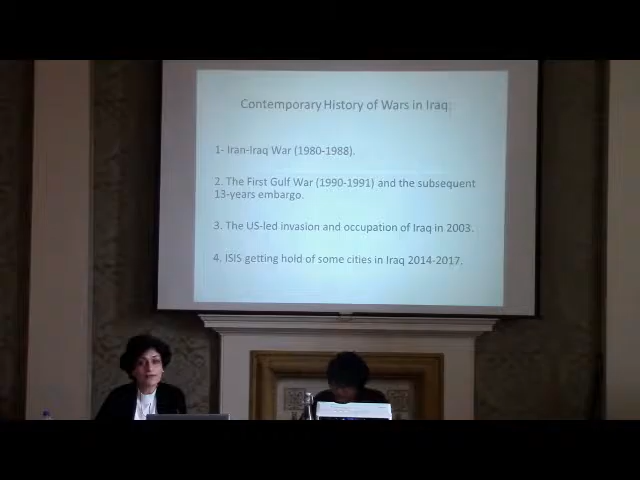 Contemporary History of Wars in Iraq
1- Iran-Iraq War (1980-1988).
2. The First Gulf War (1990-1991) and the subsequent
13-years embargo.
3. The US-led invasion and occupation of Iraq in 2003.
4. ISIS getting hold of some cities in Iraq 2014-2017.